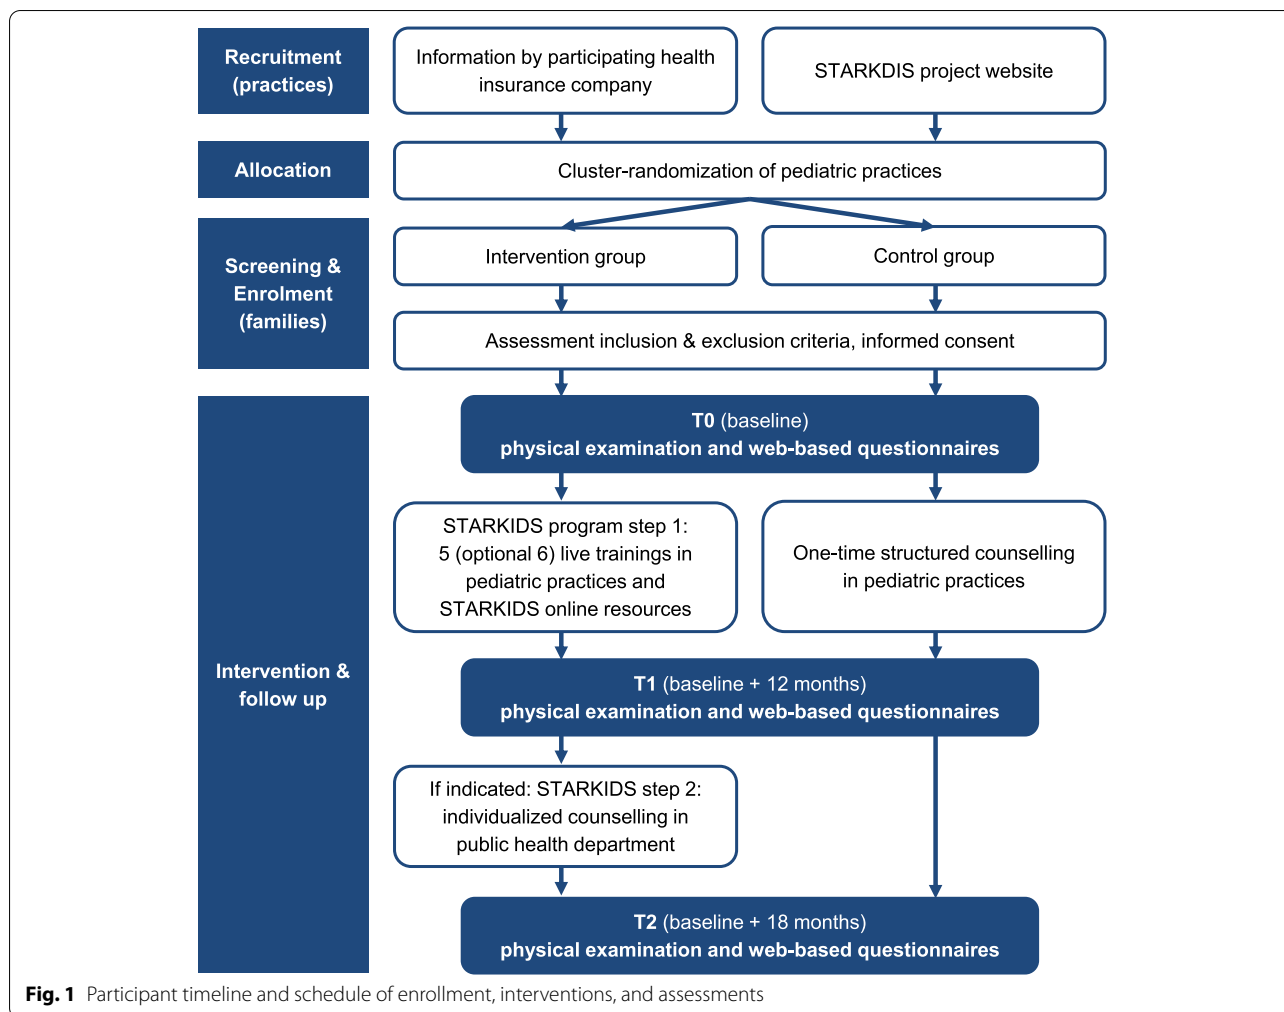 Recruitment
(practices)
Information by participating health
insurance company
STARKDIS project website
Allocation
Cluster-randomization of pediatric practices
Screening &
Enrolment
(families)
Intervention group
Control group
Assessment inclusion & exclusion criteria, informed consent
Intervention &
follow up
T0 (baseline)
physical examination and web-based questionnaires
STARKIDS program step 1:
5 (optional 6) live trainings in
pediatric practices and
STARKIDS online resources
One-time structured counselling
in pediatric practices
T1 (baseline + 12 months)
physical examination and web-based questionnaires
If indicated: STARKIDS step 2:
individualized counselling in
public health department
T2 (baseline + 18 months)
physical examination and web-based questionnaires
Fig. 1 Participant timeline and schedule of enrollment, interventions, and assessments